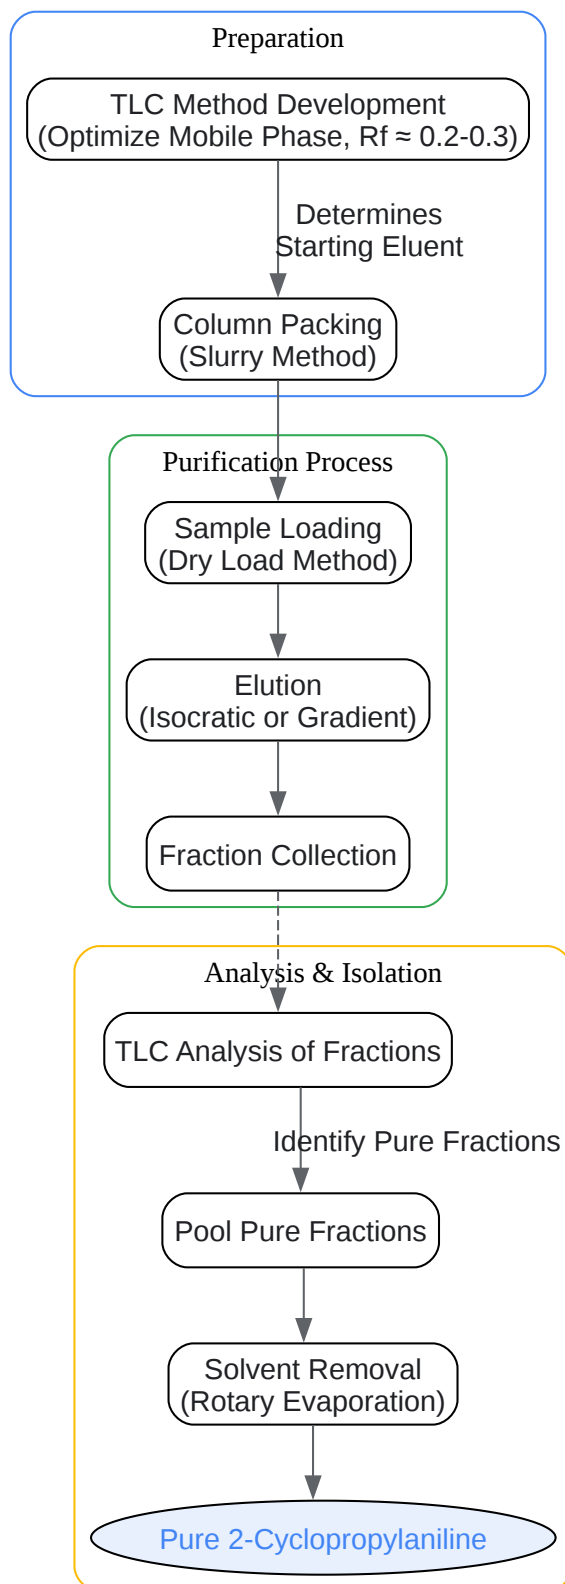 Preparation
TLC Method Development
(Optimize Mobile Phase, Rf ≈ 0.2-0.3)
Determines
Starting Eluent
Column Packing
(Slurry Method)
Purification Process
Sample Loading
(Dry Load Method)
Elution
(Isocratic or Gradient)
Fraction Collection
Analysis & Isolation
TLC Analysis of Fractions
Identify Pure Fractions
Pool Pure Fractions
Solvent Removal
(Rotary Evaporation)
Pure 2-Cyclopropylaniline